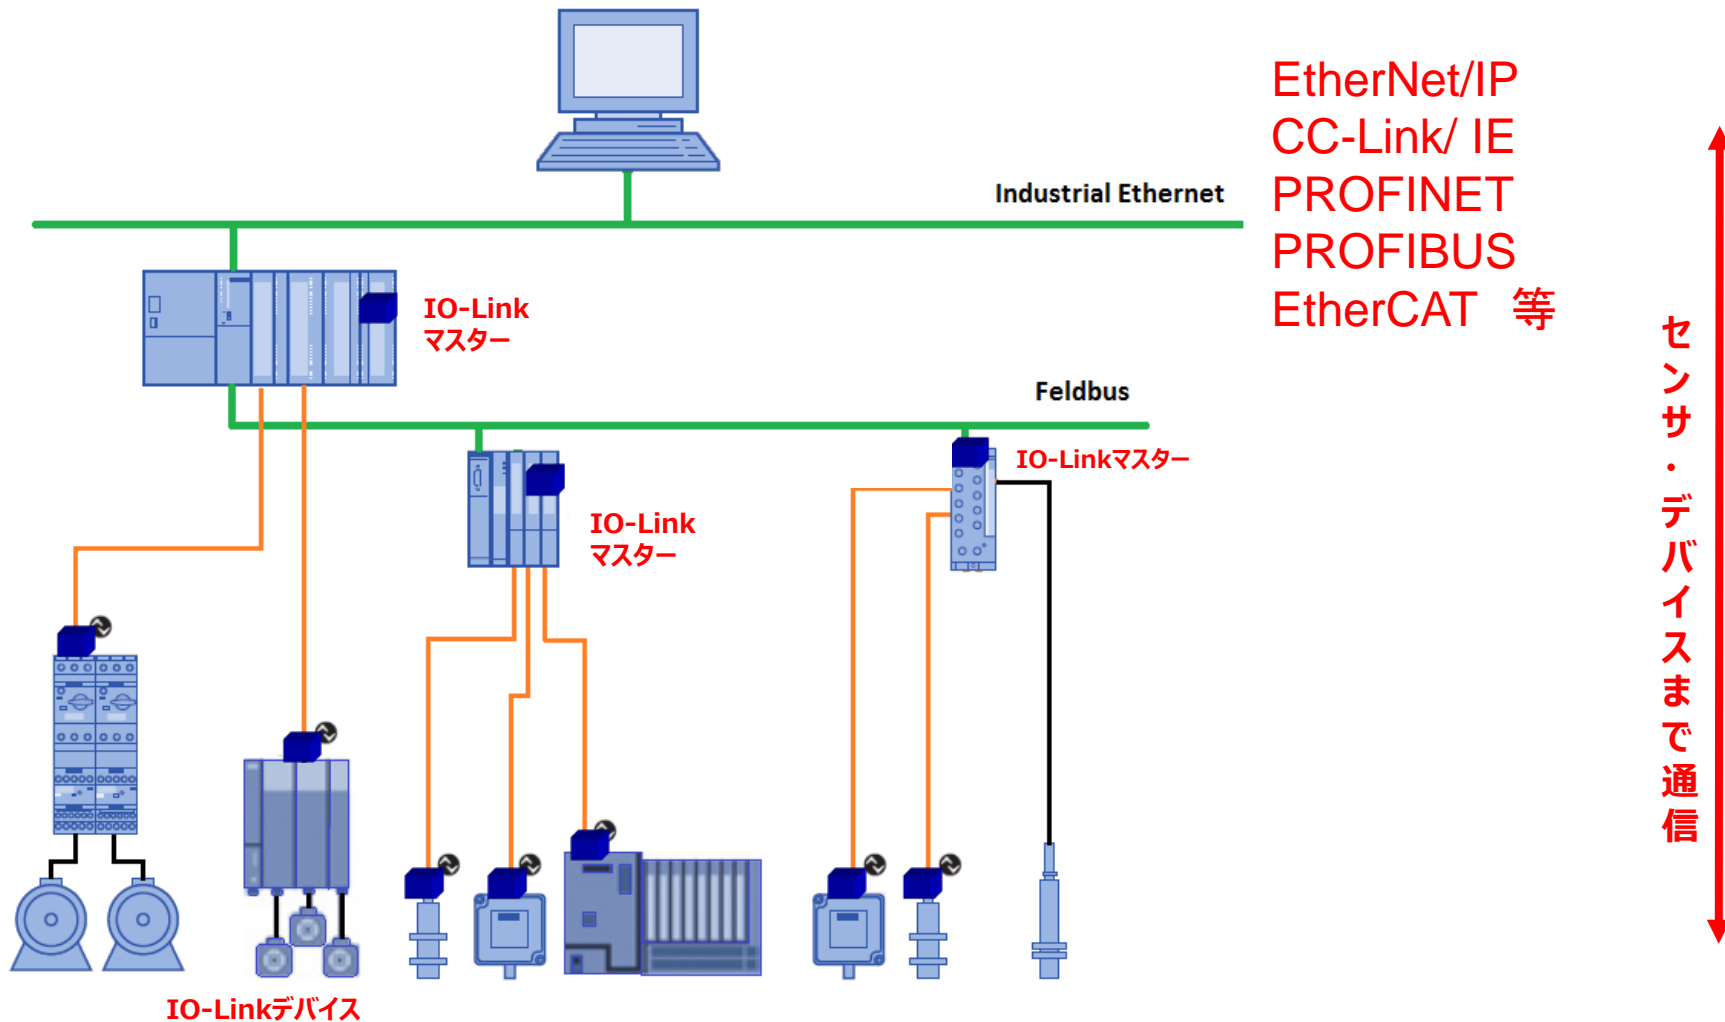 EtherNet/IP
CC-Link/ IE
PROFINET
PROFIBUS
EtherCAT 等
Industrial Ethernet
IO-Link
マスター
Feldbus
IO-Linkマスター
IO-Link
マスター
センサ・デバイスまで通信
IO-Linkデバイス